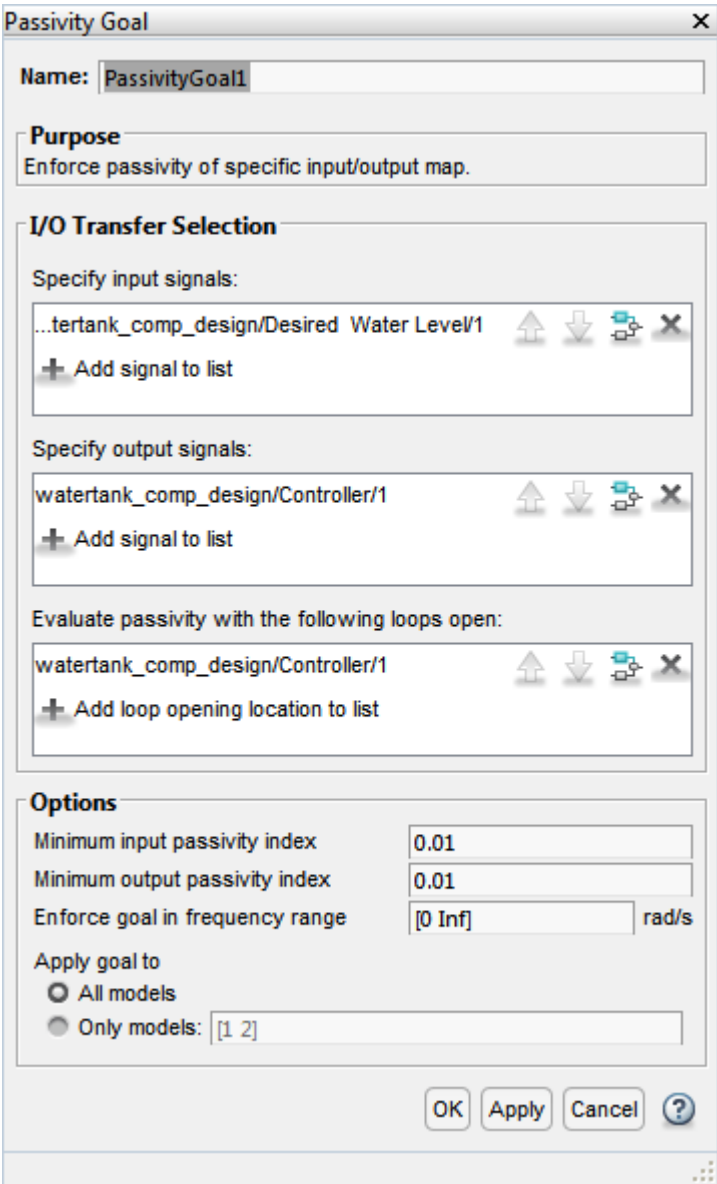 Passivity Goal
Name: PassivityGoal1
Purpose
Enforce passivity of specific input/output map.
I/O Transfer Selection
Specify input signals:
...tertank_comp_design/Desired  Water Level/1
Add signal to list
Specify output signals:
watertank_comp_design/Controller/1
Add signal to list
Evaluate passivity with the following loops open:
watertank_comp_design/Controller/1
Add loop opening location to list
Options
Minimum input passivity index 0.01
Minimum output passivity index 0.01
Enforce goal in frequency range [0 Inf] rad/s
Apply goal to
All models
Only models: [1 2]
OK Apply Cancel ?